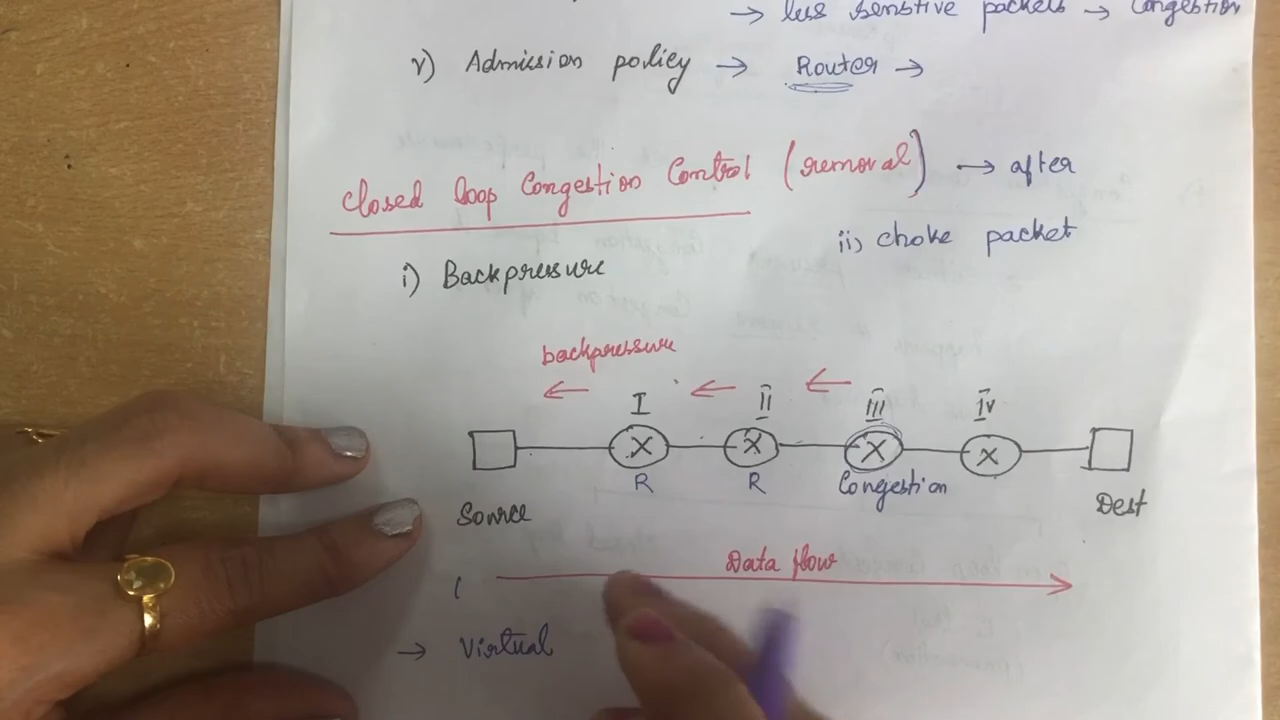 → less senstive packets → Congestion
v) Admission policy → Router →
closed loop Congestion Control (removal) → after
ii) choke packet
i) Backpressure
backpressure
← ← ←
I II III IV
X X X X
R R Congestion
Source Dest
Data flow
(
→ Virtual